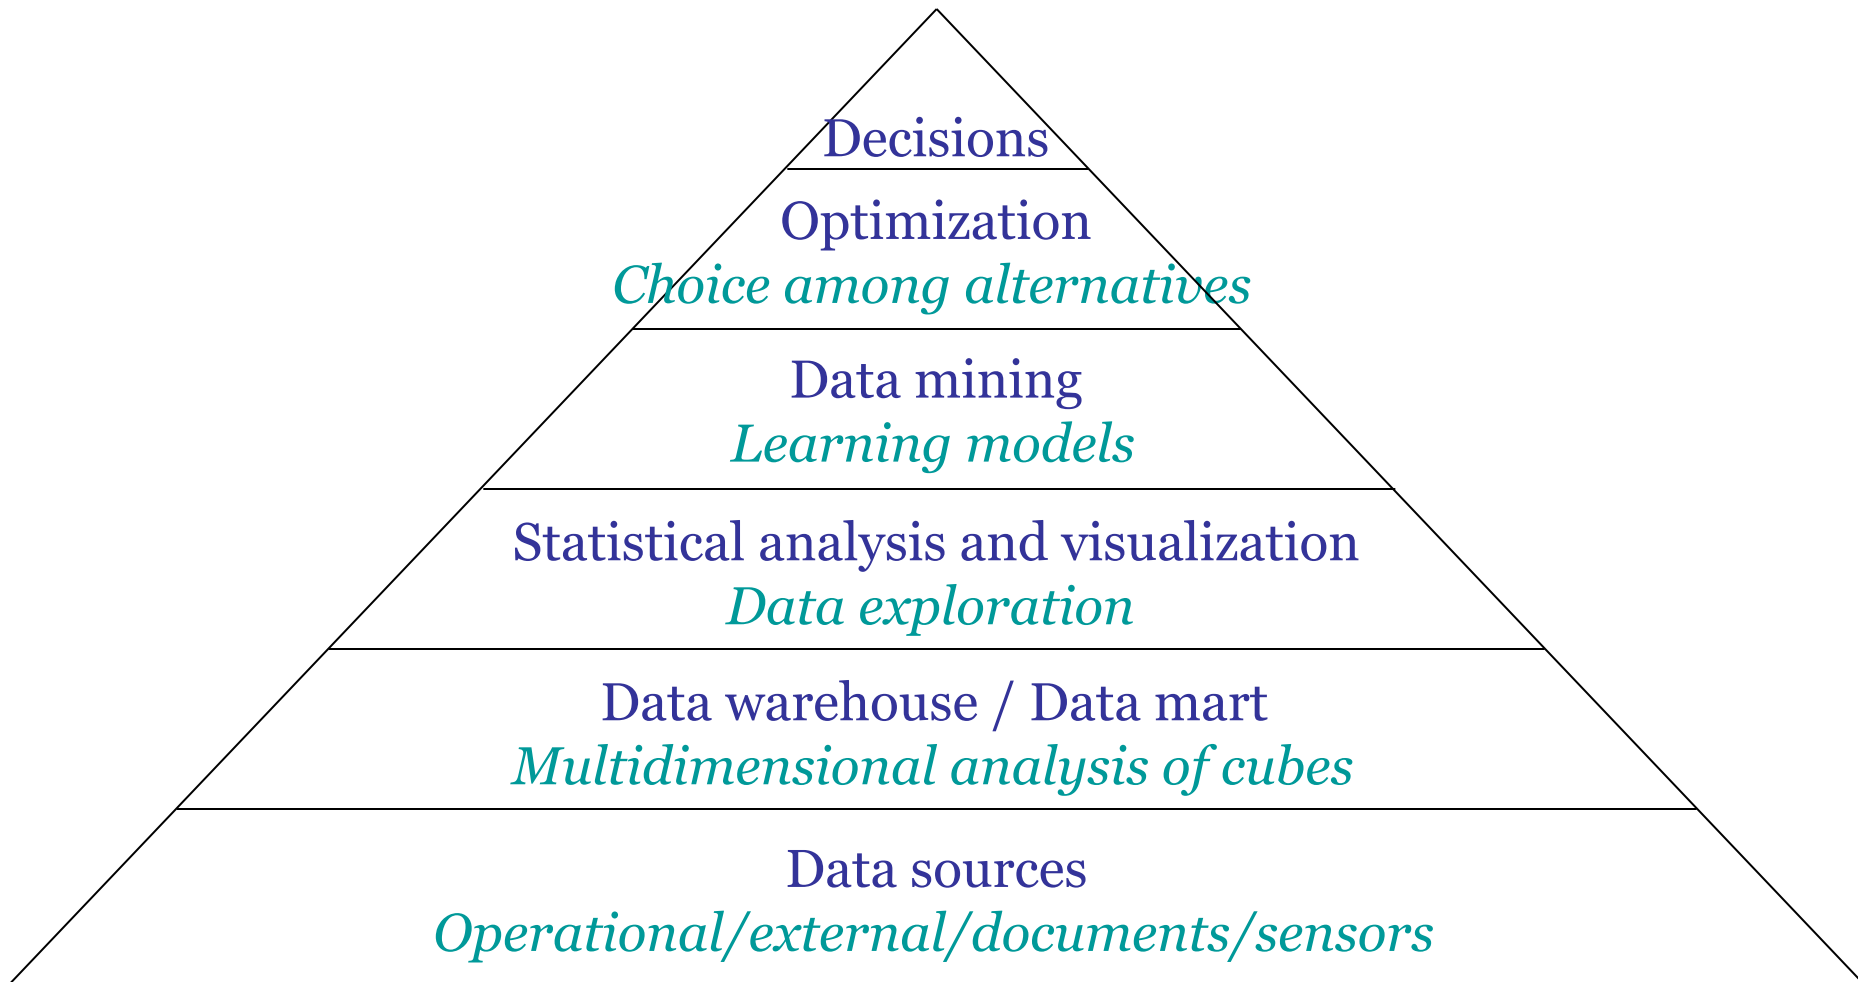 Decisions
Optimization
Choice among alternatives
Data mining
Learning models
Statistical analysis and visualization
Data exploration
Data warehouse / Data mart
Multidimensional analysis of cubes
Data sources
Operational/external/documents/sensors